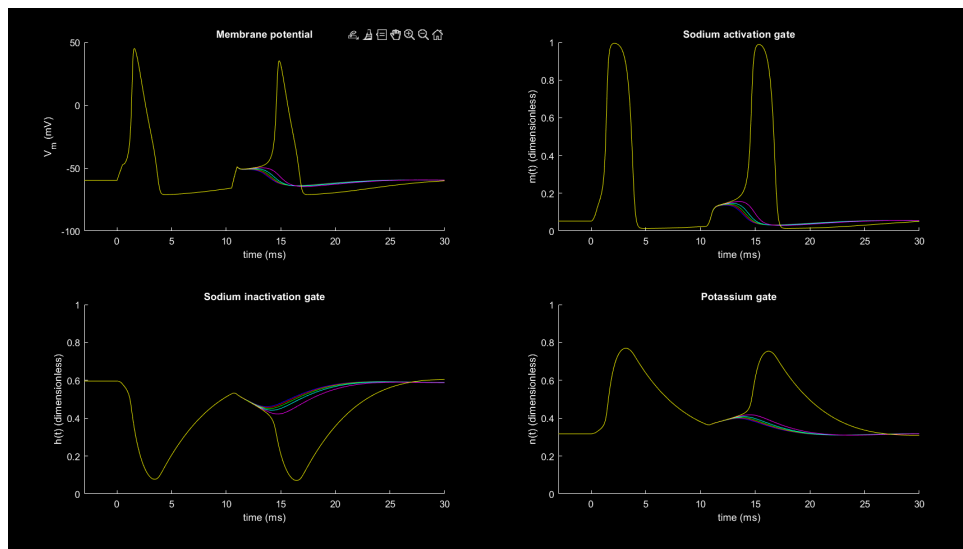 Membrane potential
50
0
-50
-100
V_m (mV)
0 5 10 15 20 25 30
time (ms)
Sodium activation gate
1
0.8
0.6
0.4
0.2
0
m(t) (dimensionless)
0 5 10 15 20 25 30
time (ms)
Sodium inactivation gate
1
0.8
0.6
0.4
0.2
0
h(t) (dimensionless)
0 5 10 15 20 25 30
time (ms)
Potassium gate
1
0.8
0.6
0.4
0.2
0
n(t) (dimensionless)
0 5 10 15 20 25 30
time (ms)